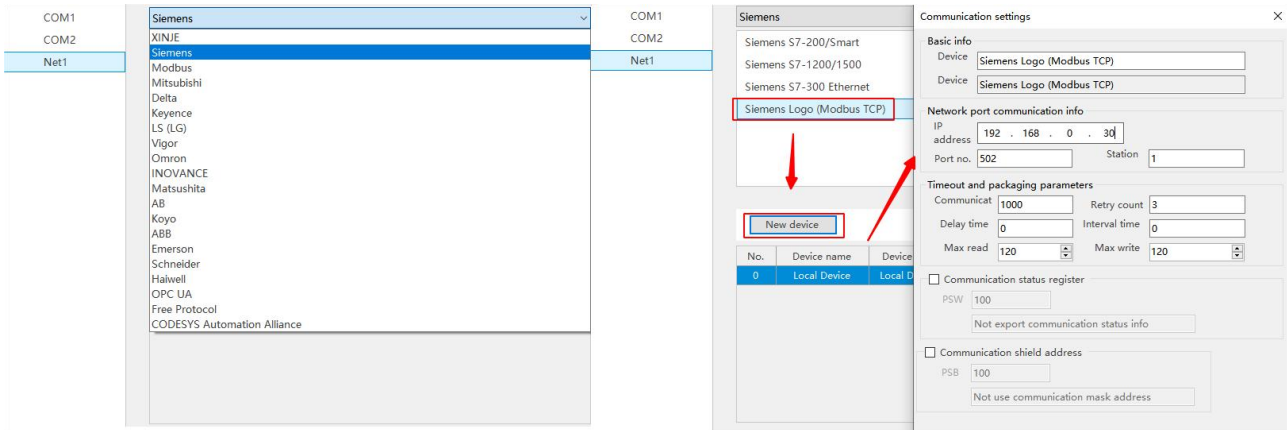 COM1
COM2
Net1
Siemens
XINJE
Siemens
Modbus
Mitsubishi
Delta
Keyence
LS (LG)
Vigor
Omron
INOVANCE
Matsushita
AB
Koyo
ABB
Emerson
Schneider
Haiwell
OPC UA
Free Protocol
CODESYS Automation Alliance
COM1
COM2
Net1
Siemens
Siemens S7-200/Smart
Siemens S7-1200/1500
Siemens S7-300 Ethernet
Siemens Logo (Modbus TCP)
New device
No. Device name Device
0 Local Device Local D
Communication settings
Basic info
Device Siemens Logo (Modbus TCP)
Device Siemens Logo (Modbus TCP)
Network port communication info
IP address 192 . 168 . 0 . 30
Port no. 502 Station 1
Timeout and packaging parameters
Communicat 1000 Retry count 3
Delay time 0 Interval time 0
Max read 120 Max write 120
Communication status register
PSW 100
Not export communication status info
Communication shield address
PSB 100
Not use communication mask address